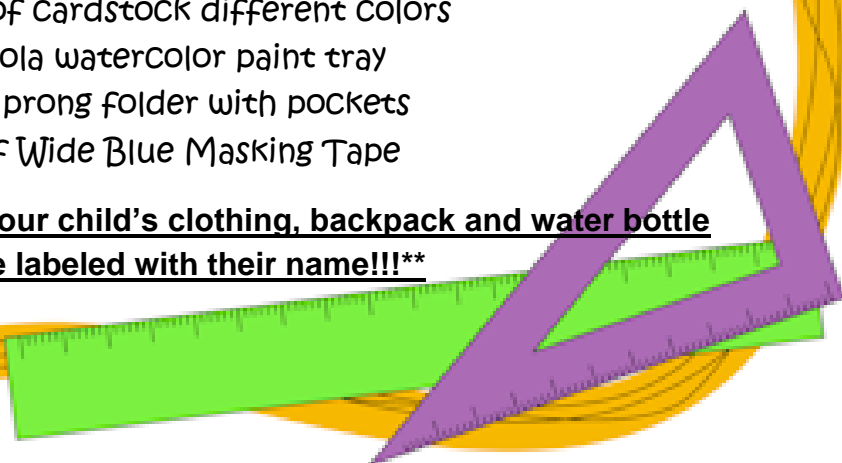 of cardstock different colors
ola watercolor paint tray
prong folder with pockets
f Wide Blue Masking Tape
our child's clothing, backpack and water bottle
e labeled with their name!!!**